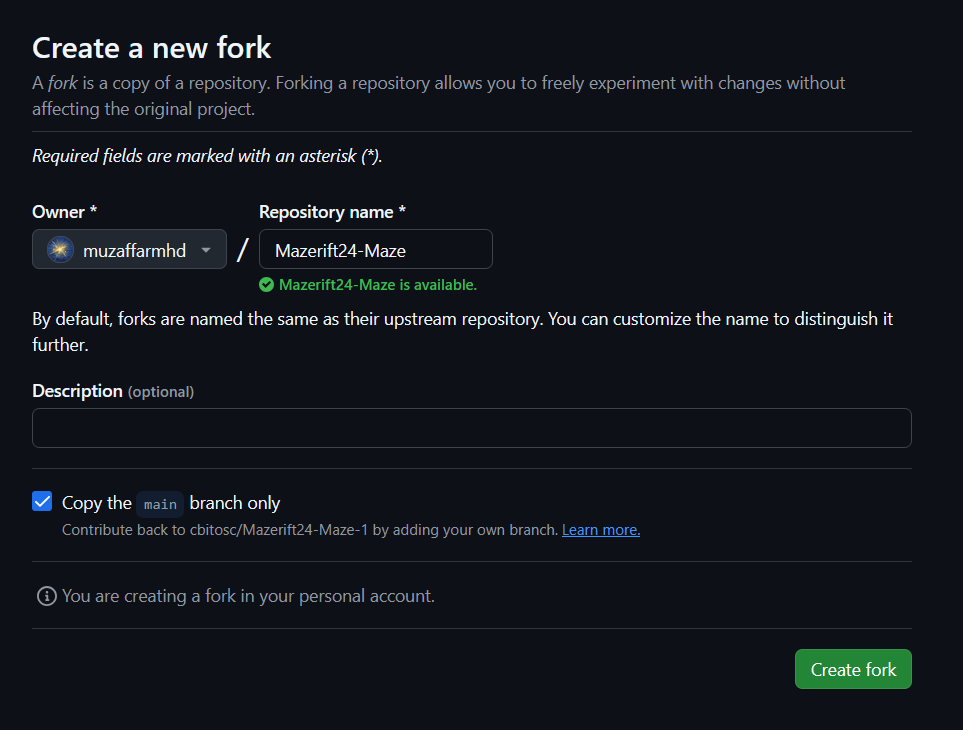 Create a new fork
A fork is a copy of a repository. Forking a repository allows you to freely experiment with changes without
affecting the original project.
Required fields are marked with an asterisk (*).
Owner *
Repository name *
muzaffarmhd
/
Mazerift24-Maze
Mazerift24-Maze is available.
By default, forks are named the same as their upstream repository. You can customize the name to distinguish it
further.
Description (optional)
Copy the main branch only
Contribute back to cbitosc/Mazerift24-Maze-1 by adding your own branch. Learn more.
You are creating a fork in your personal account.
Create fork